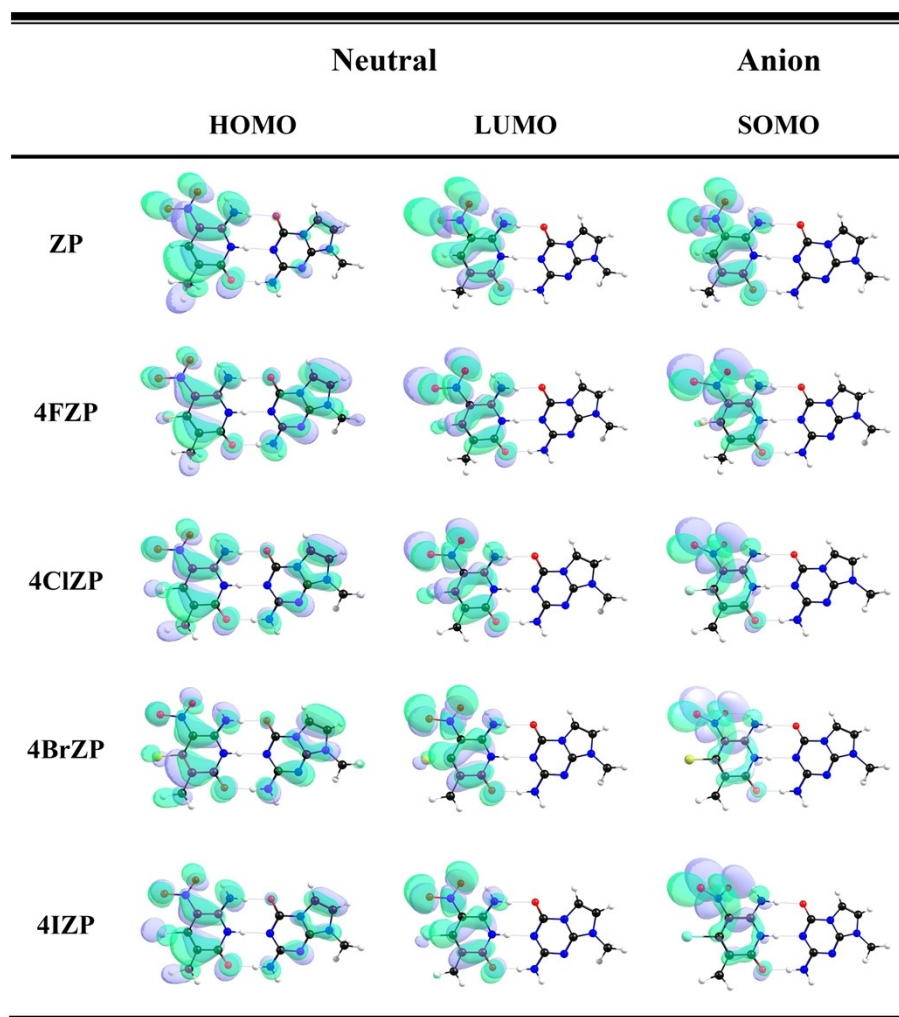 Neutral Anion
HOMO LUMO SOMO
ZP
4FZP
4ClZP
4BrZP
4IZP